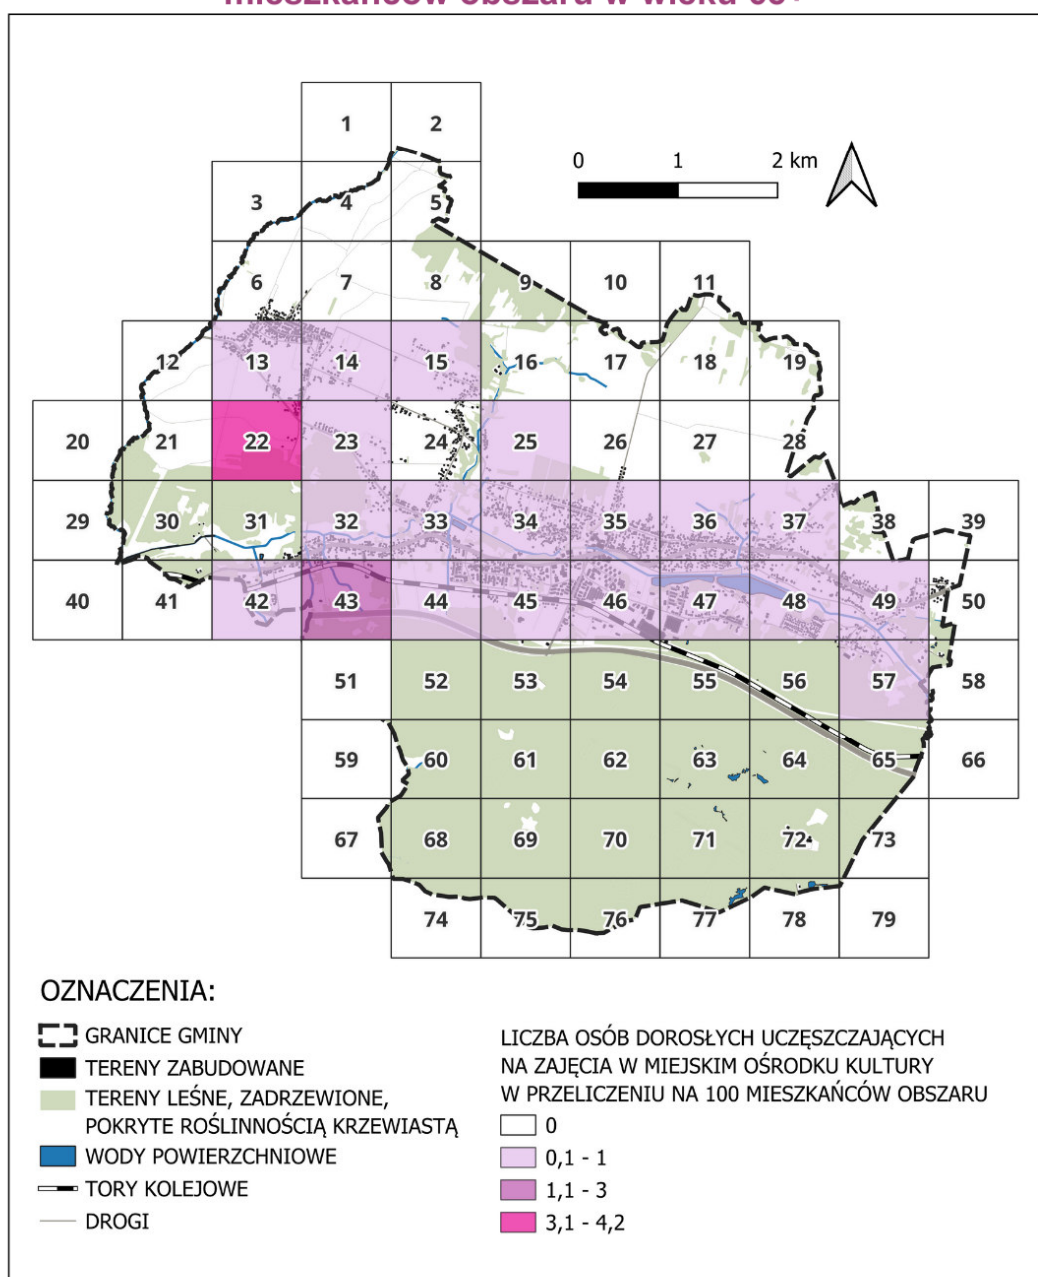 mieszkańców obszaru w wieku
1 2
0 1 2 km
3 4 5
6 7 8 9 10 11
12 13 14 15 16 17 18 19
20 21 22 23 24 25 26 27 28
29 30 31 32 33 34 35 36 37 38 39
40 41 42 43 44 45 46 47 48 49 50
51 52 53 54 55 56 57 58
59 60 61 62 63 64 65 66
67 68 69 70 71 72 73
74 75 76 77 78 79
OZNACZENIA:
GRANICE GMINY
TERENY ZABUDOWANE
TERENY LEŚNE, ZADRZEWIONE,
POKRYTE ROŚLINNOŚCIĄ KRZEWIASTĄ
WODY POWIERZCHNIOWE
TORY KOLEJOWE
DROGI
LICZBA OSÓB DOROSŁYCH UCZĘSZCZAJĄCYCH
NA ZAJĘCIA W MIEJSKIM OŚRODKU KULTURY
W PRZELICZENIU NA 100 MIESZKAŃCÓW OBSZARU
0
0,1 - 1
1,1 - 3
3,1 - 4,2